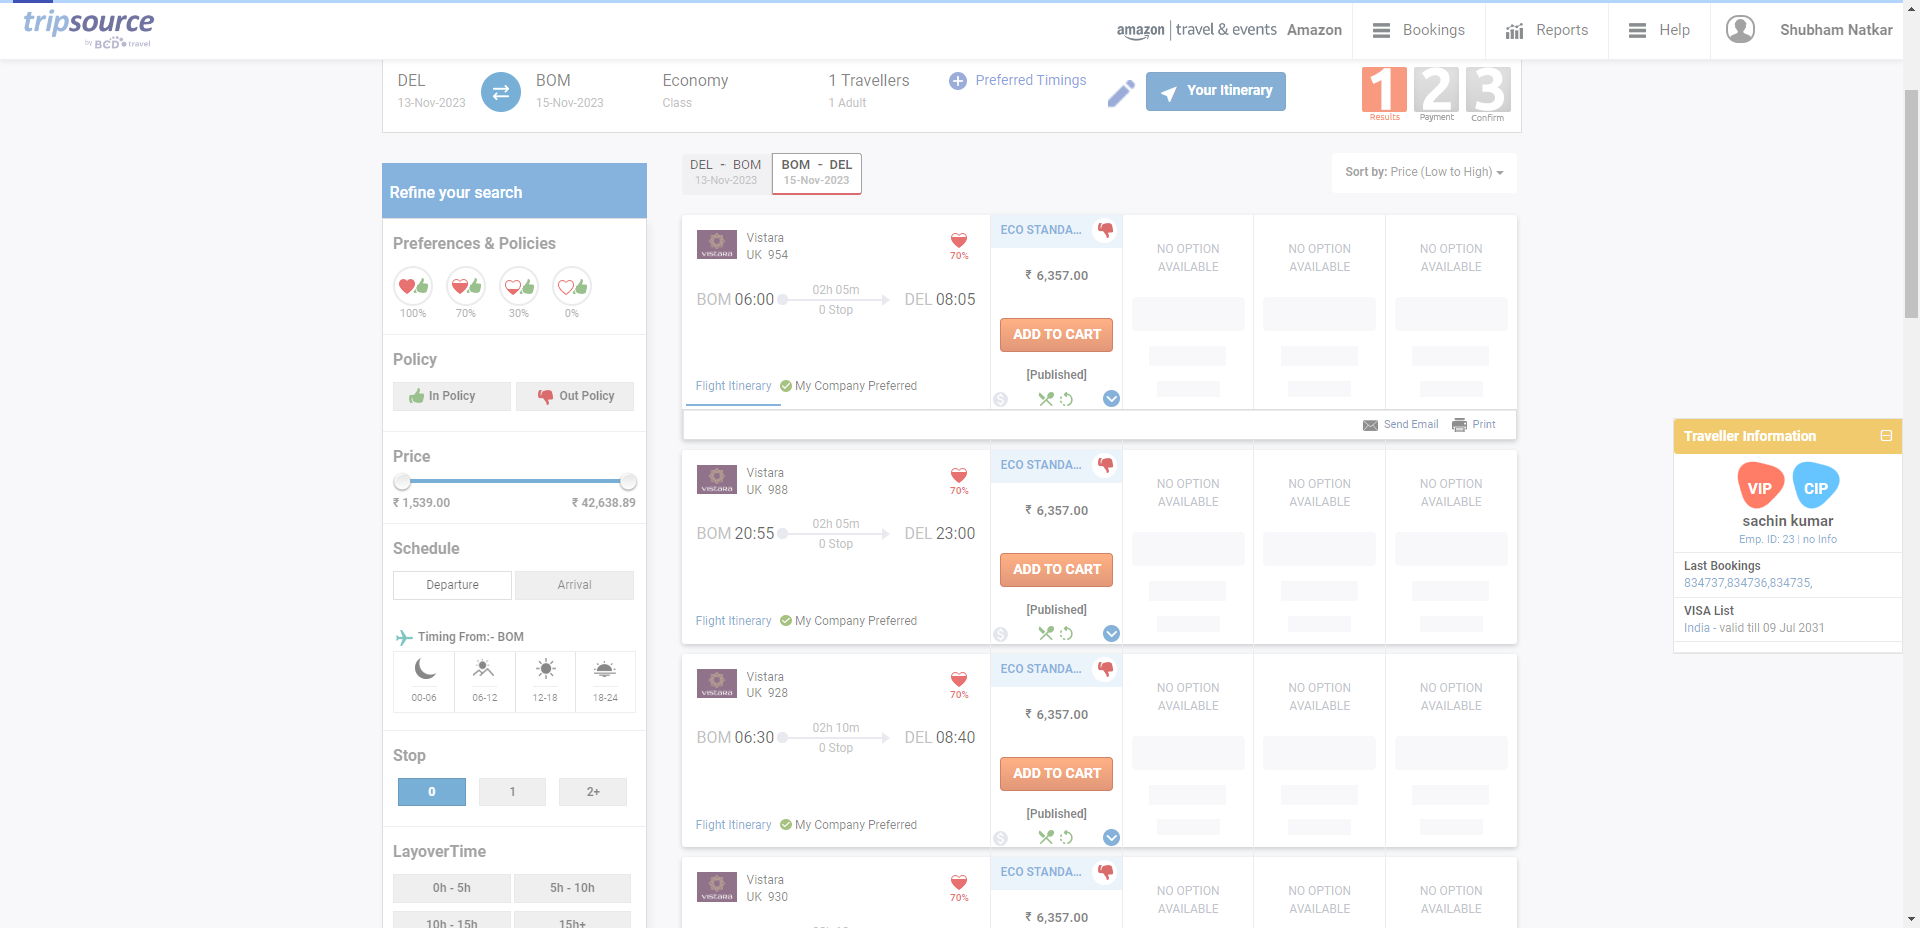 tripsource
by BCD travel
amazon | travel & events Amazon
Bookings
Reports
Help
Shubham Natkar
DEL
13-Nov-2023
BOM
15-Nov-2023
Economy
Class
1 Travellers
1 Adult
Preferred Timings
Your Itinerary
1
Results
2
Payment
3
Confirm
DEL - BOM
13-Nov-2023
BOM - DEL
15-Nov-2023
Sort by: Price (Low to High)
Refine your search
Preferences & Policies
100%
70%
30%
0%
Policy
In Policy
Out Policy
Price
₹ 1,539.00
₹ 42,638.89
Schedule
Departure
Arrival
Timing From:- BOM
00-06
06-12
12-18
18-24
Stop
0
1
2+
LayoverTime
0h - 5h
5h - 10h
10h - 15h
15h+
VISTARA
Vistara
UK 954
70%
BOM 06:00
02h 05m
0 Stop
DEL 08:05
Flight Itinerary
My Company Preferred
ECO STANDA...
₹ 6,357.00
ADD TO CART
[Published]
NO OPTION
AVAILABLE
NO OPTION
AVAILABLE
NO OPTION
AVAILABLE
Send Email
Print
VISTARA
Vistara
UK 988
70%
BOM 20:55
02h 05m
0 Stop
DEL 23:00
Flight Itinerary
My Company Preferred
ECO STANDA...
₹ 6,357.00
ADD TO CART
[Published]
NO OPTION
AVAILABLE
NO OPTION
AVAILABLE
NO OPTION
AVAILABLE
VISTARA
Vistara
UK 928
70%
BOM 06:30
02h 10m
0 Stop
DEL 08:40
Flight Itinerary
My Company Preferred
ECO STANDA...
₹ 6,357.00
ADD TO CART
[Published]
NO OPTION
AVAILABLE
NO OPTION
AVAILABLE
NO OPTION
AVAILABLE
VISTARA
Vistara
UK 930
70%
ECO STANDA...
₹ 6,357.00
NO OPTION
AVAILABLE
NO OPTION
AVAILABLE
NO OPTION
AVAILABLE
Traveller Information
VIP
CIP
sachin kumar
Emp. ID: 23 | no Info
Last Bookings
834737,834736,834735,
VISA List
India - valid till 09 Jul 2031